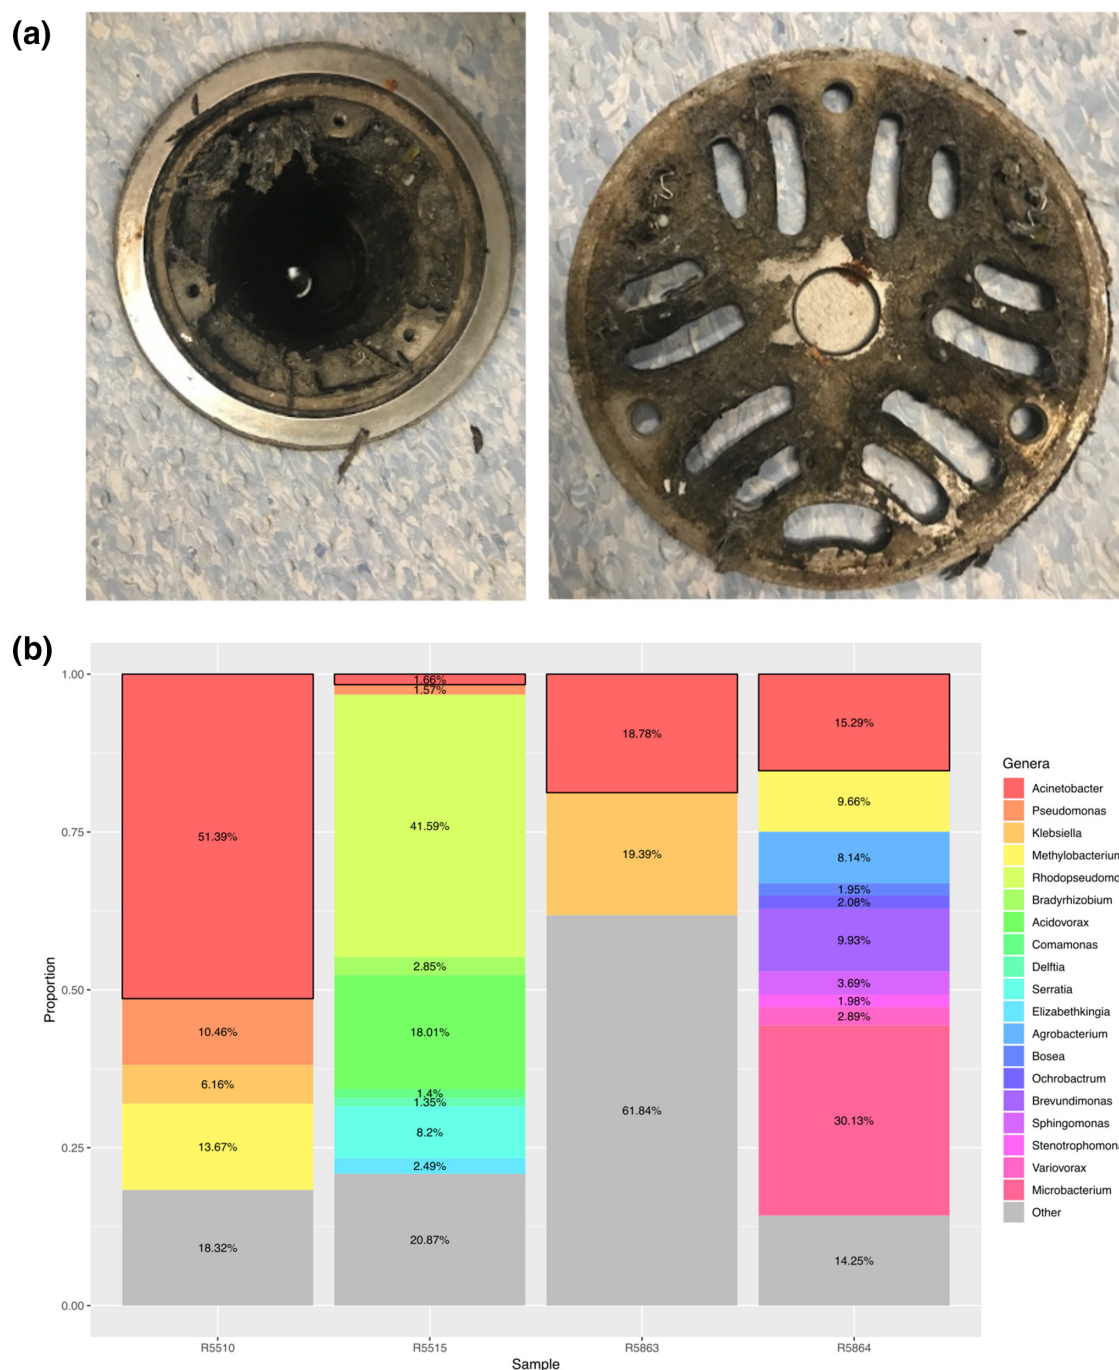 (a)
(b)
1.00
0.75
0.50
0.25
0.00
Proportion
51.39%
10.46%
6.16%
13.67%
18.32%
1.66%
1.57%
41.59%
2.85%
18.01%
1.4%
1.35%
8.2%
2.49%
20.87%
18.78%
19.39%
61.84%
15.29%
9.66%
8.14%
1.95%
2.08%
9.93%
3.69%
1.98%
2.89%
30.13%
14.25%
R5510 R5515 R5863 R5864
Sample
Genera
Acinetobacter
Pseudomonas
Klebsiella
Methylobacterium
Rhodopseudomo
Bradyrhizobium
Acidovorax
Comamonas
Delftia
Serratia
Elizabethkingia
Agrobacterium
Bosea
Ochrobactrum
Brevundimonas
Sphingomonas
Stenotrophomona
Variovorax
Microbacterium
Other